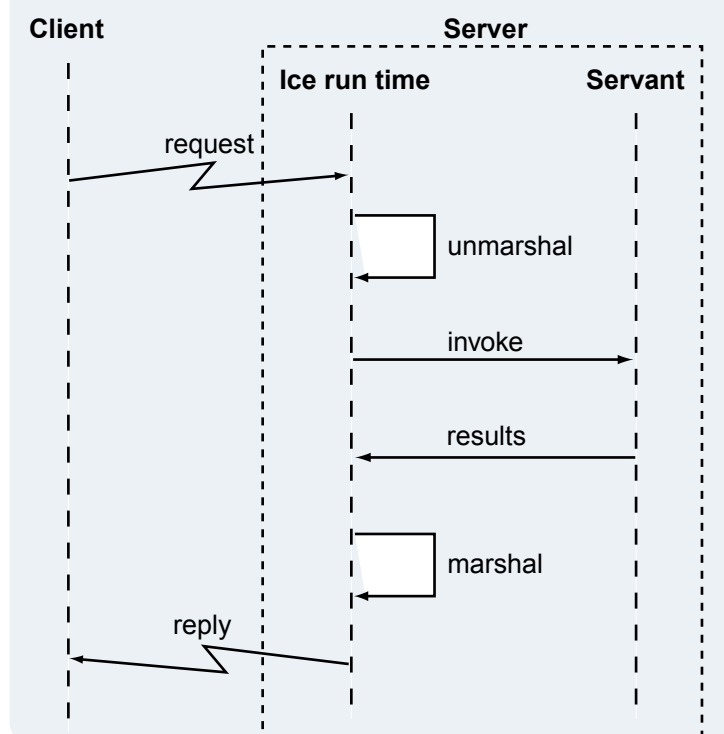 Client
Server
Ice run time
Servant
request
unmarshal
invoke
results
marshal
reply